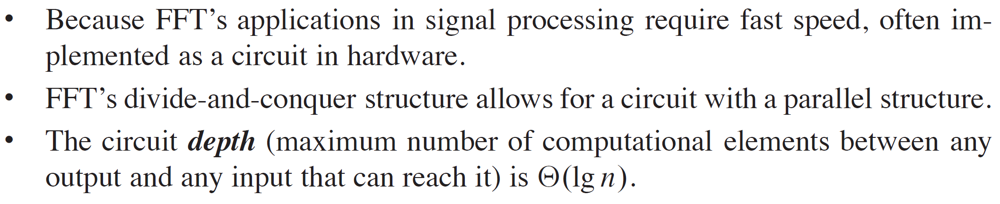 • Because FFT’s applications in signal processing require fast speed, often im-
plemented as a circuit in hardware.
• FFT’s divide-and-conquer structure allows for a circuit with a parallel structure.
• The circuit depth (maximum number of computational elements between any
output and any input that can reach it) is Θ(lg n).